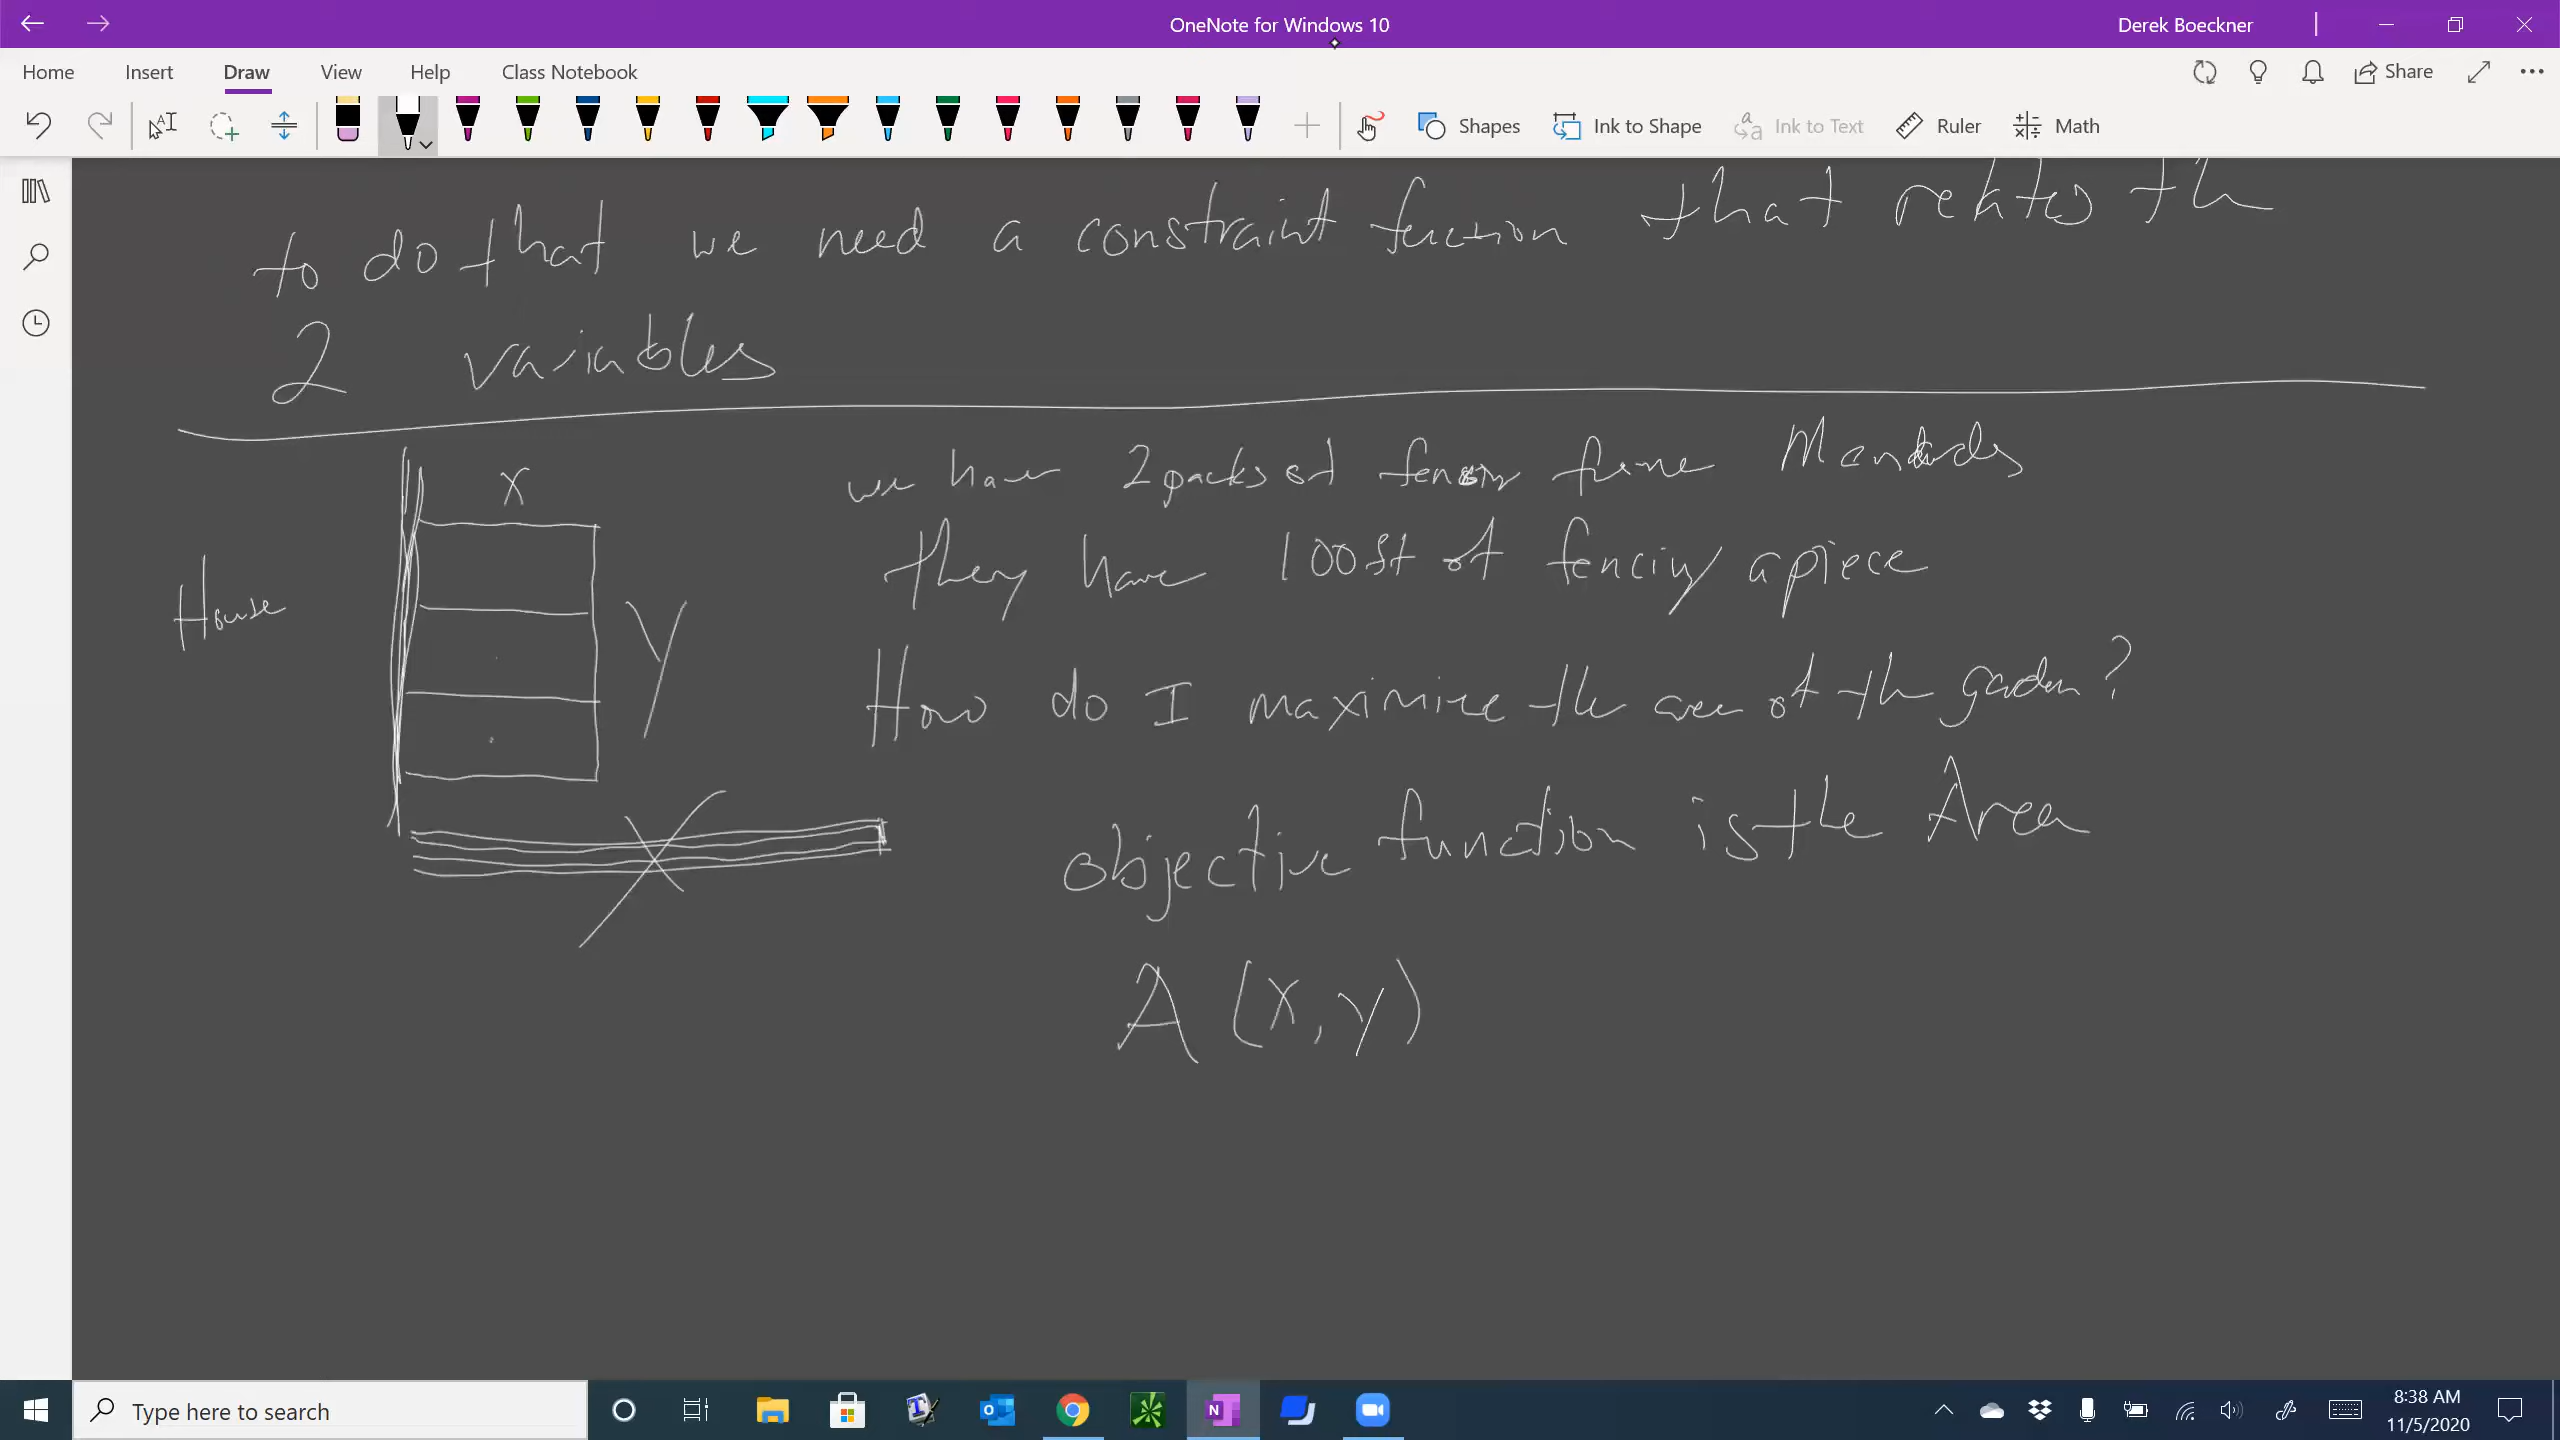 OneNote for Windows 10
Derek Boeckner
Home Insert Draw View Help Class Notebook
Share
Shapes Ink to Shape Ink to Text Ruler Math
to do that we need a constraint function that relates th
2 variables
X
we have 2 packs of fencing from Menards
they have 100ft of fencing apiece
House
y
How do I maximize the area of the garden?
objective function is the Area
A (x, y)
Type here to search
8:38 AM
11/5/2020